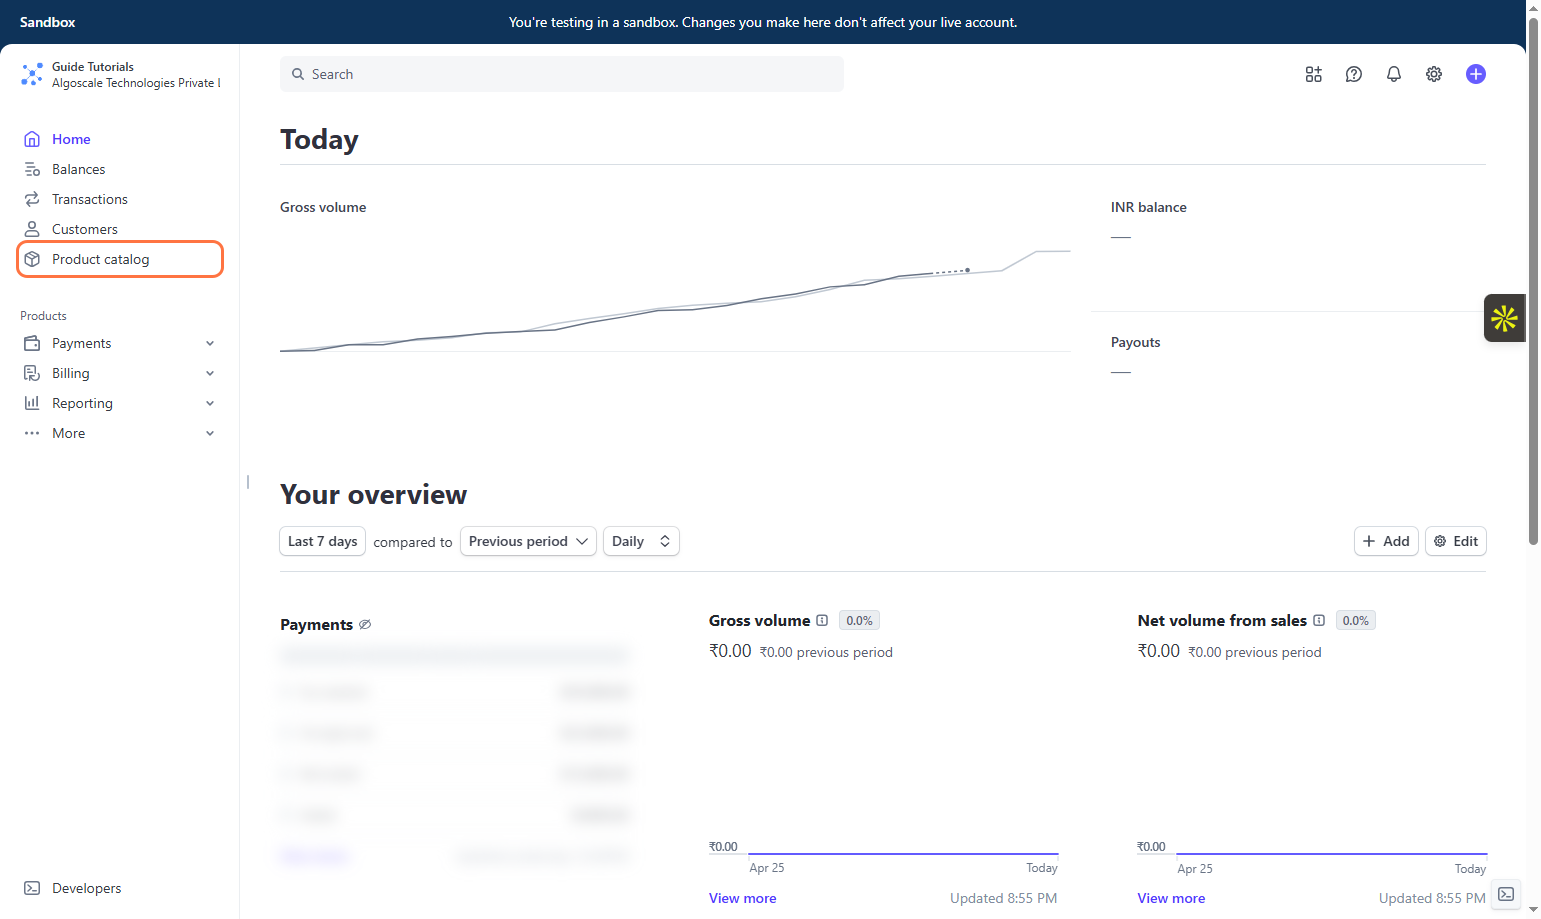 Sandbox
You're testing in a sandbox. Changes you make here don't affect your live account.
Guide Tutorials
Algoscale Technologies Private
Search
Home
Balances
Transactions
Customers
Product catalog
Products
Payments
Billing
Reporting
More
Developers
Today
Gross volume
INR balance
Payouts
Your overview
Last 7 days compared to Previous period Daily
Add Edit
Payments
Gross volume 0.0%
₹0.00 ₹0.00 previous period
₹0.00
Apr 25 Today
View more Updated 8:55 PM
Net volume from sales 0.0%
₹0.00 ₹0.00 previous period
₹0.00
Apr 25 Today
View more Updated 8:55 PM